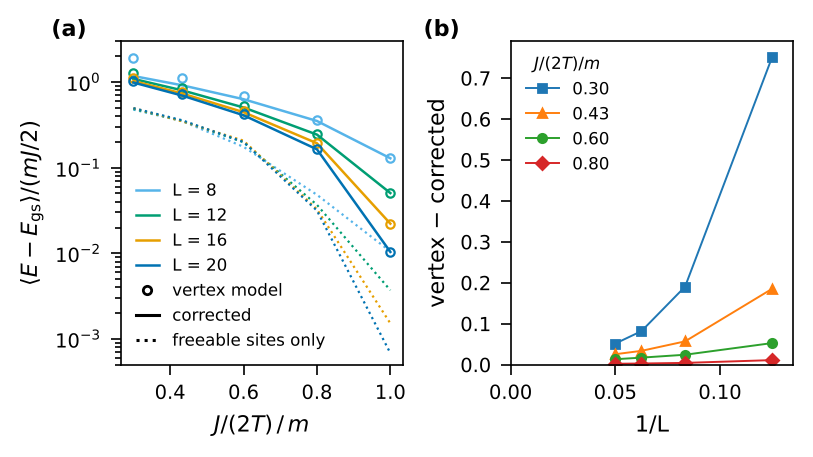 (a)
(b)
⟨E − E_gs⟩/(mJ/2)
10⁰
10⁻¹
10⁻²
10⁻³
L = 8
L = 12
L = 16
L = 20
vertex model
corrected
freeable sites only
0.4
0.6
0.8
1.0
J/(2T) / m
vertex − corrected
0.7
0.6
0.5
0.4
0.3
0.2
0.1
0.0
J/(2T)/m
0.30
0.43
0.60
0.80
0.00
0.05
0.10
1/L